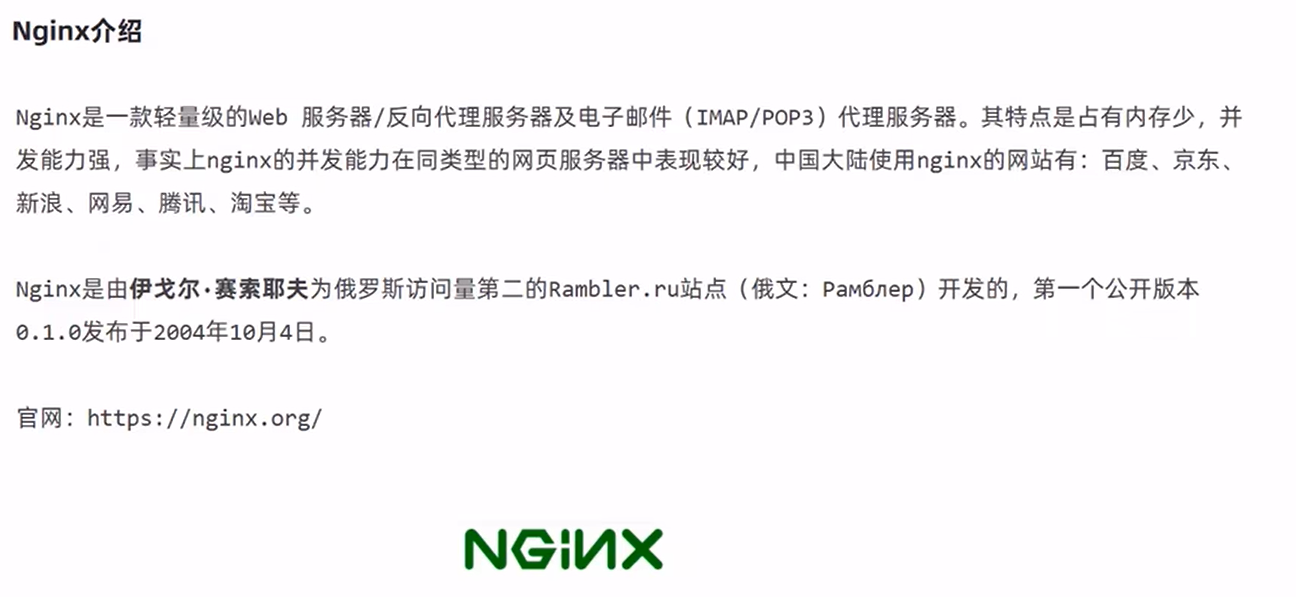 Nginx介绍
Nginx是一款轻量级的Web 服务器/反向代理服务器及电子邮件（IMAP/POP3）代理服务器。其特点是占有内存少，并
发能力强，事实上nginx的并发能力在同类型的网页服务器中表现较好，中国大陆使用nginx的网站有：百度、京东、
新浪、网易、腾讯、淘宝等。
Nginx是由伊戈尔·赛索耶夫为俄罗斯访问量第二的Rambler.ru站点（俄文：Рамблер）开发的，第一个公开版本
0.1.0发布于2004年10月4日。
官网：https://nginx.org/
NGiNX